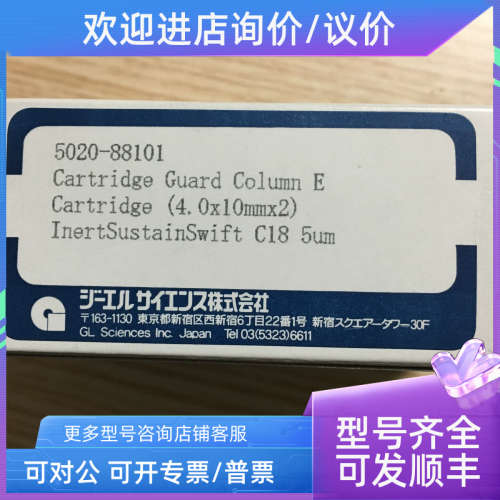 欢迎进店询价/议价
5020-88101
Cartridge Guard Column E
Cartridge (4.0x10mmx2)
InertSustainSwift C18 5um
ジーエル サイエンス株式会社
〒163-1130 東京都新宿区西新宿6丁目22番1号 新宿スクエアータワー30F
GL Sciences Inc. Japan Tel 03(5323)6611
更多型号咨询店铺客服
可对公 可开专票/普票
型号齐全
可发顺丰